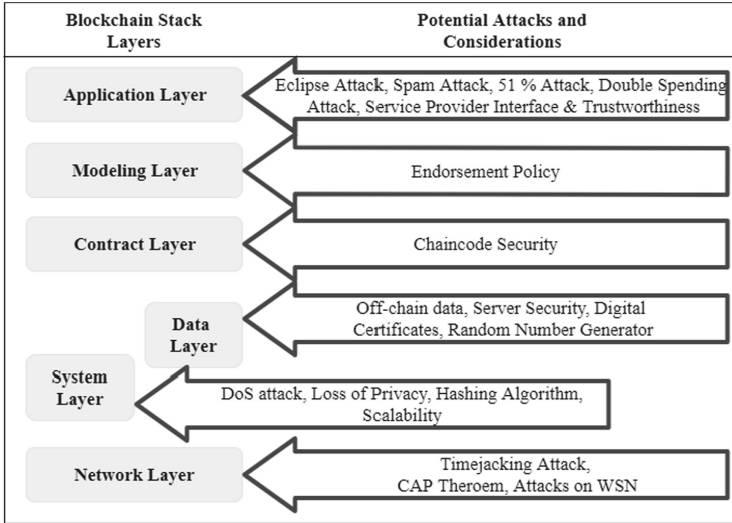 Blockchain Stack
Layers
Potential Attacks and
Considerations
Application Layer
Eclipse Attack, Spam Attack, 51 % Attack, Double Spending
Attack, Service Provider Interface & Trustworthiness
Modeling Layer
Endorsement Policy
Contract Layer
Chaincode Security
Data
Layer
Off-chain data, Server Security, Digital
Certificates, Random Number Generator
System
Layer
DoS attack, Loss of Privacy, Hashing Algorithm,
Scalability
Network Layer
Timejacking Attack,
CAP Theroem, Attacks on WSN